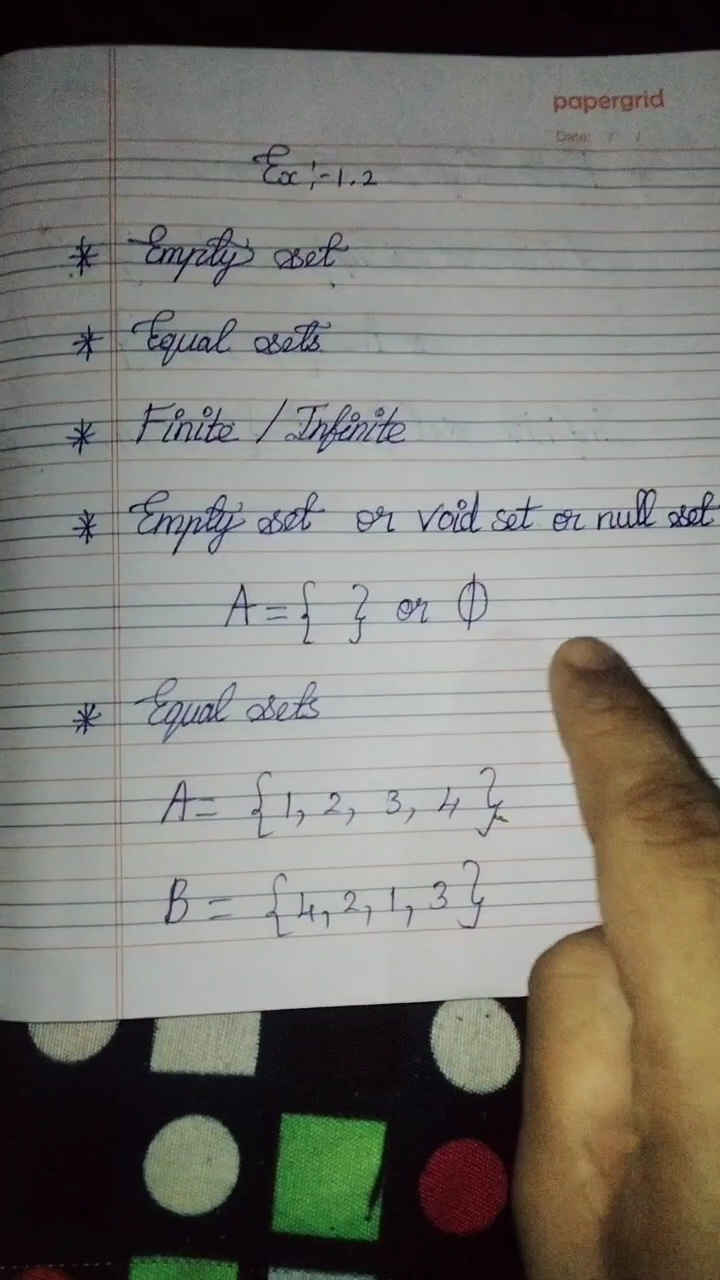 papergrid
Date: / /
Ex:-1.2
* Empty set
* Equal sets
* Finite / Infinite
* Empty set or void set or null set
A = { } or ϕ
* Equal sets
A = {1, 2, 3, 4}
B = {4, 2, 1, 3}